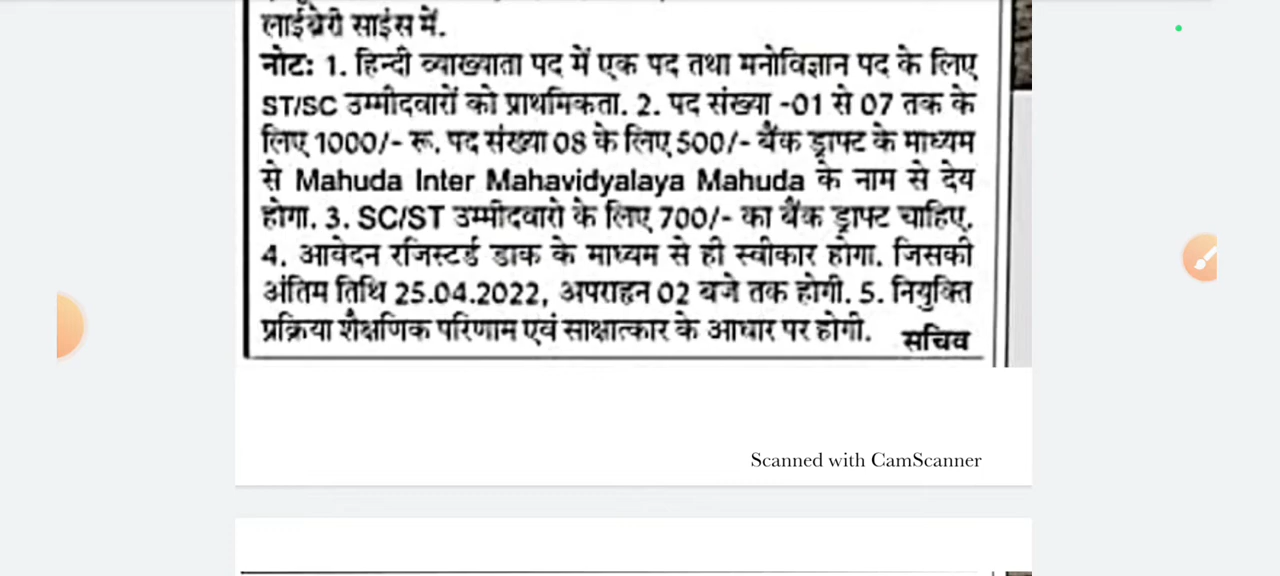 लाईब्रेरी साइंस में.
नोट: 1. हिन्दी व्याख्याता पद में एक पद तथा मनोविज्ञान पद के लिए
ST/SC उम्मीदवारों को प्राथमिकता. 2. पद संख्या -01 से 07 तक के
लिए 1000/- रू. पद संख्या 08 के लिए 500/- बैंक ड्राफ्ट के माध्यम
से Mahuda Inter Mahavidyalaya Mahuda के नाम से देय
होगा. 3. SC/ST उम्मीदवारो के लिए 700/- का बैंक ड्राफ्ट चाहिए.
4. आवेदन रजिस्टर्ड डाक के माध्यम से ही स्वीकार होगा. जिसकी
अंतिम तिथि 25.04.2022, अपराहन 02 बजे तक होगी. 5. नियुक्ति
प्रक्रिया शैक्षणिक परिणाम एवं साक्षात्कार के आधार पर होगी. सचिव
Scanned with CamScanner